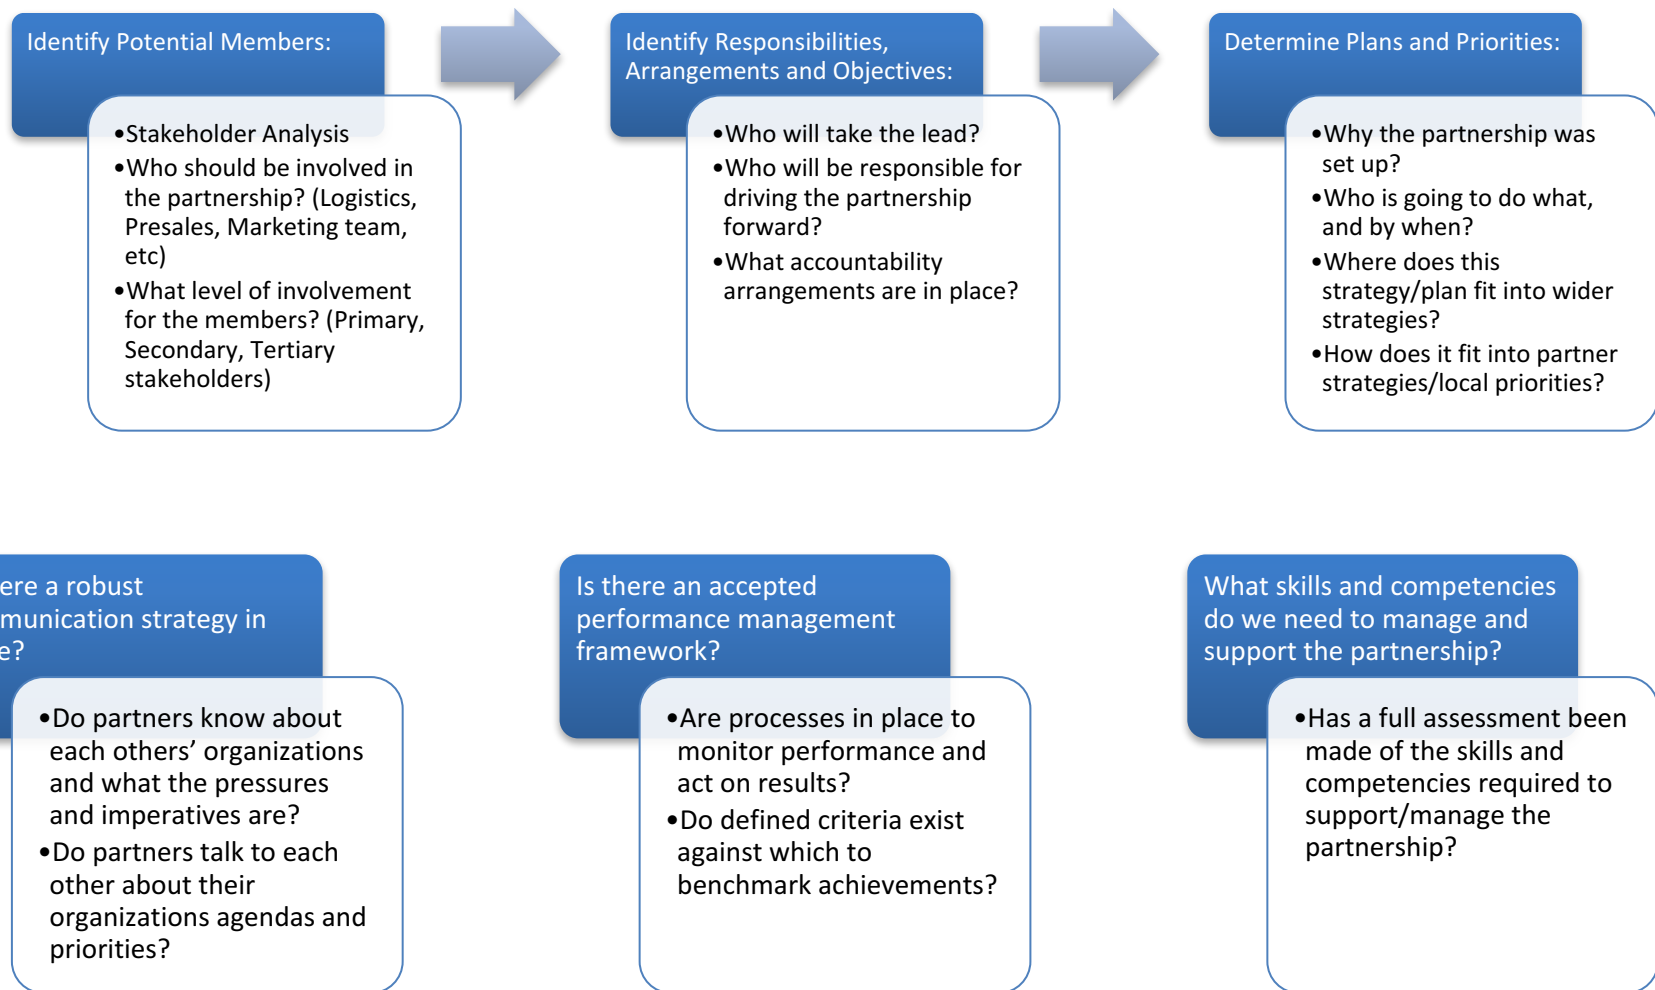 Identify Potential Members:
•Stakeholder Analysis
•Who should be involved in
the partnership? (Logistics,
Presales, Marketing team,
etc)
•What level of involvement
for the members? (Primary,
Secondary, Tertiary
stakeholders)
Identify Responsibilities,
Arrangements and Objectives:
•Who will take the lead?
•Who will be responsible for
driving the partnership
forward?
•What accountability
arrangements are in place?
Determine Plans and Priorities:
•Why the partnership was
set up?
•Who is going to do what,
and by when?
•Where does this
strategy/plan fit into wider
strategies?
•How does it fit into partner
strategies/local priorities?
ere a robust
munication strategy in
e?
•Do partners know about
each others’ organizations
and what the pressures
and imperatives are?
•Do partners talk to each
other about their
organizations agendas and
priorities?
Is there an accepted
performance management
framework?
•Are processes in place to
monitor performance and
act on results?
•Do defined criteria exist
against which to
benchmark achievements?
What skills and competencies
do we need to manage and
support the partnership?
•Has a full assessment been
made of the skills and
competencies required to
support/manage the
partnership?